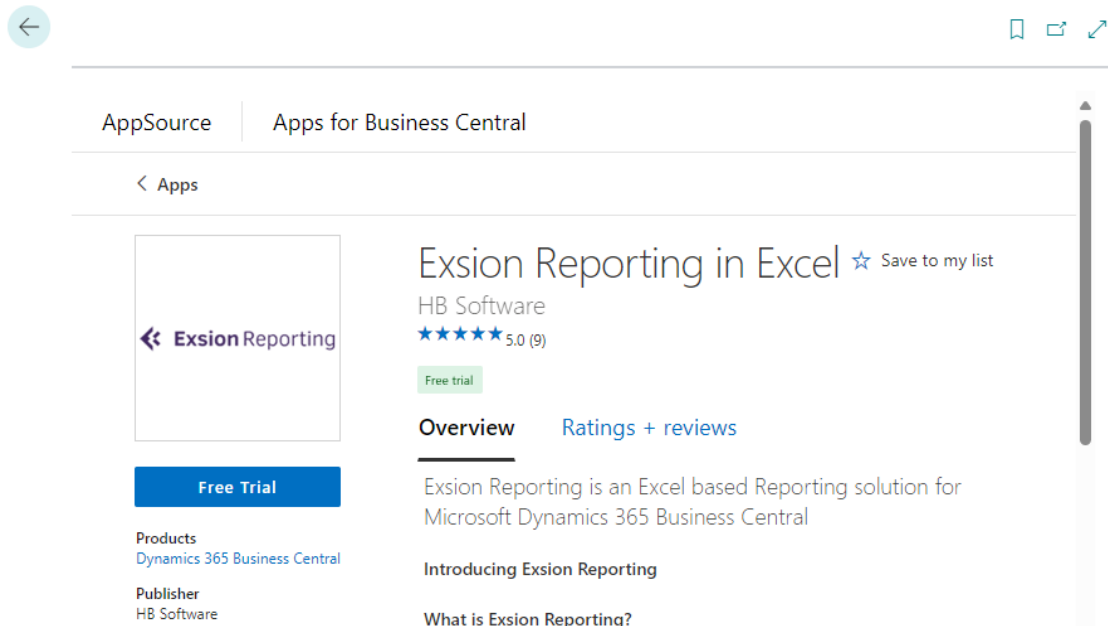 AppSource
Apps for Business Central
Apps
Exsion Reporting
Exsion Reporting in Excel
Save to my list
HB Software
5.0 (9)
Free trial
Overview
Ratings + reviews
Free Trial
Exsion Reporting is an Excel based Reporting solution for
Microsoft Dynamics 365 Business Central
Products
Dynamics 365 Business Central
Introducing Exsion Reporting
Publisher
HB Software
What is Exsion Reporting?